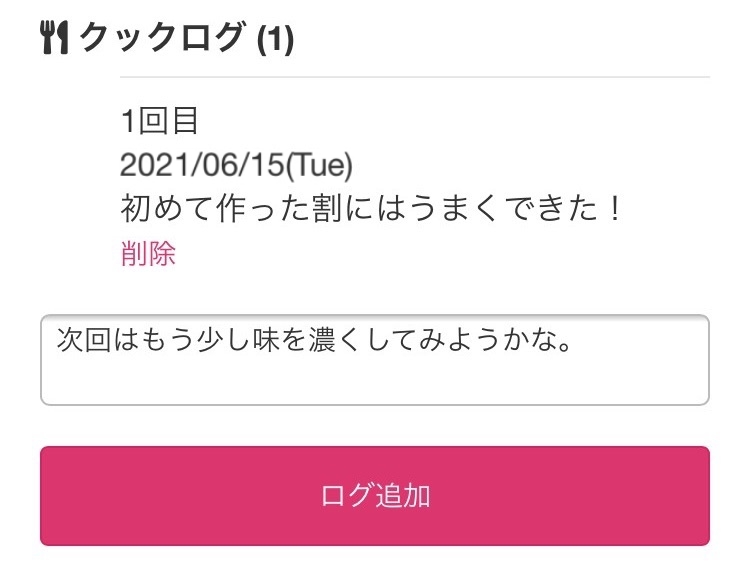 クックログ (1)
1回目
2021/06/15(Tue)
初めて作った割にはうまくできた！
削除
次回はもう少し味を濃くしてみようかな。
ログ追加